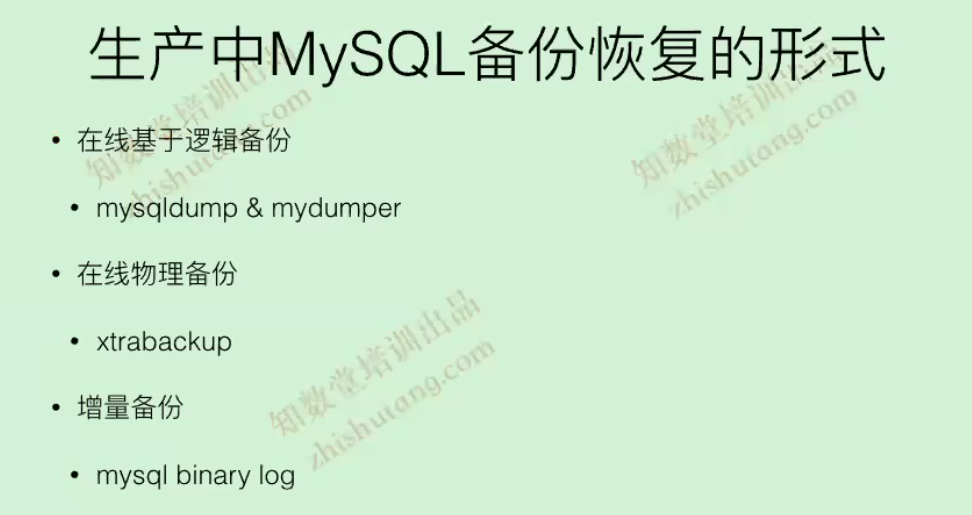 生产中MySQL备份恢复的形式
• 在线基于逻辑备份
• mysqldump & mydumper
• 在线物理备份
• xtrabackup
• 增量备份
• mysql binary log
知数堂培训出品
zhishutang.com
知数堂培训出品
zhishutang.com
知数堂培训出品
zhishutang.com